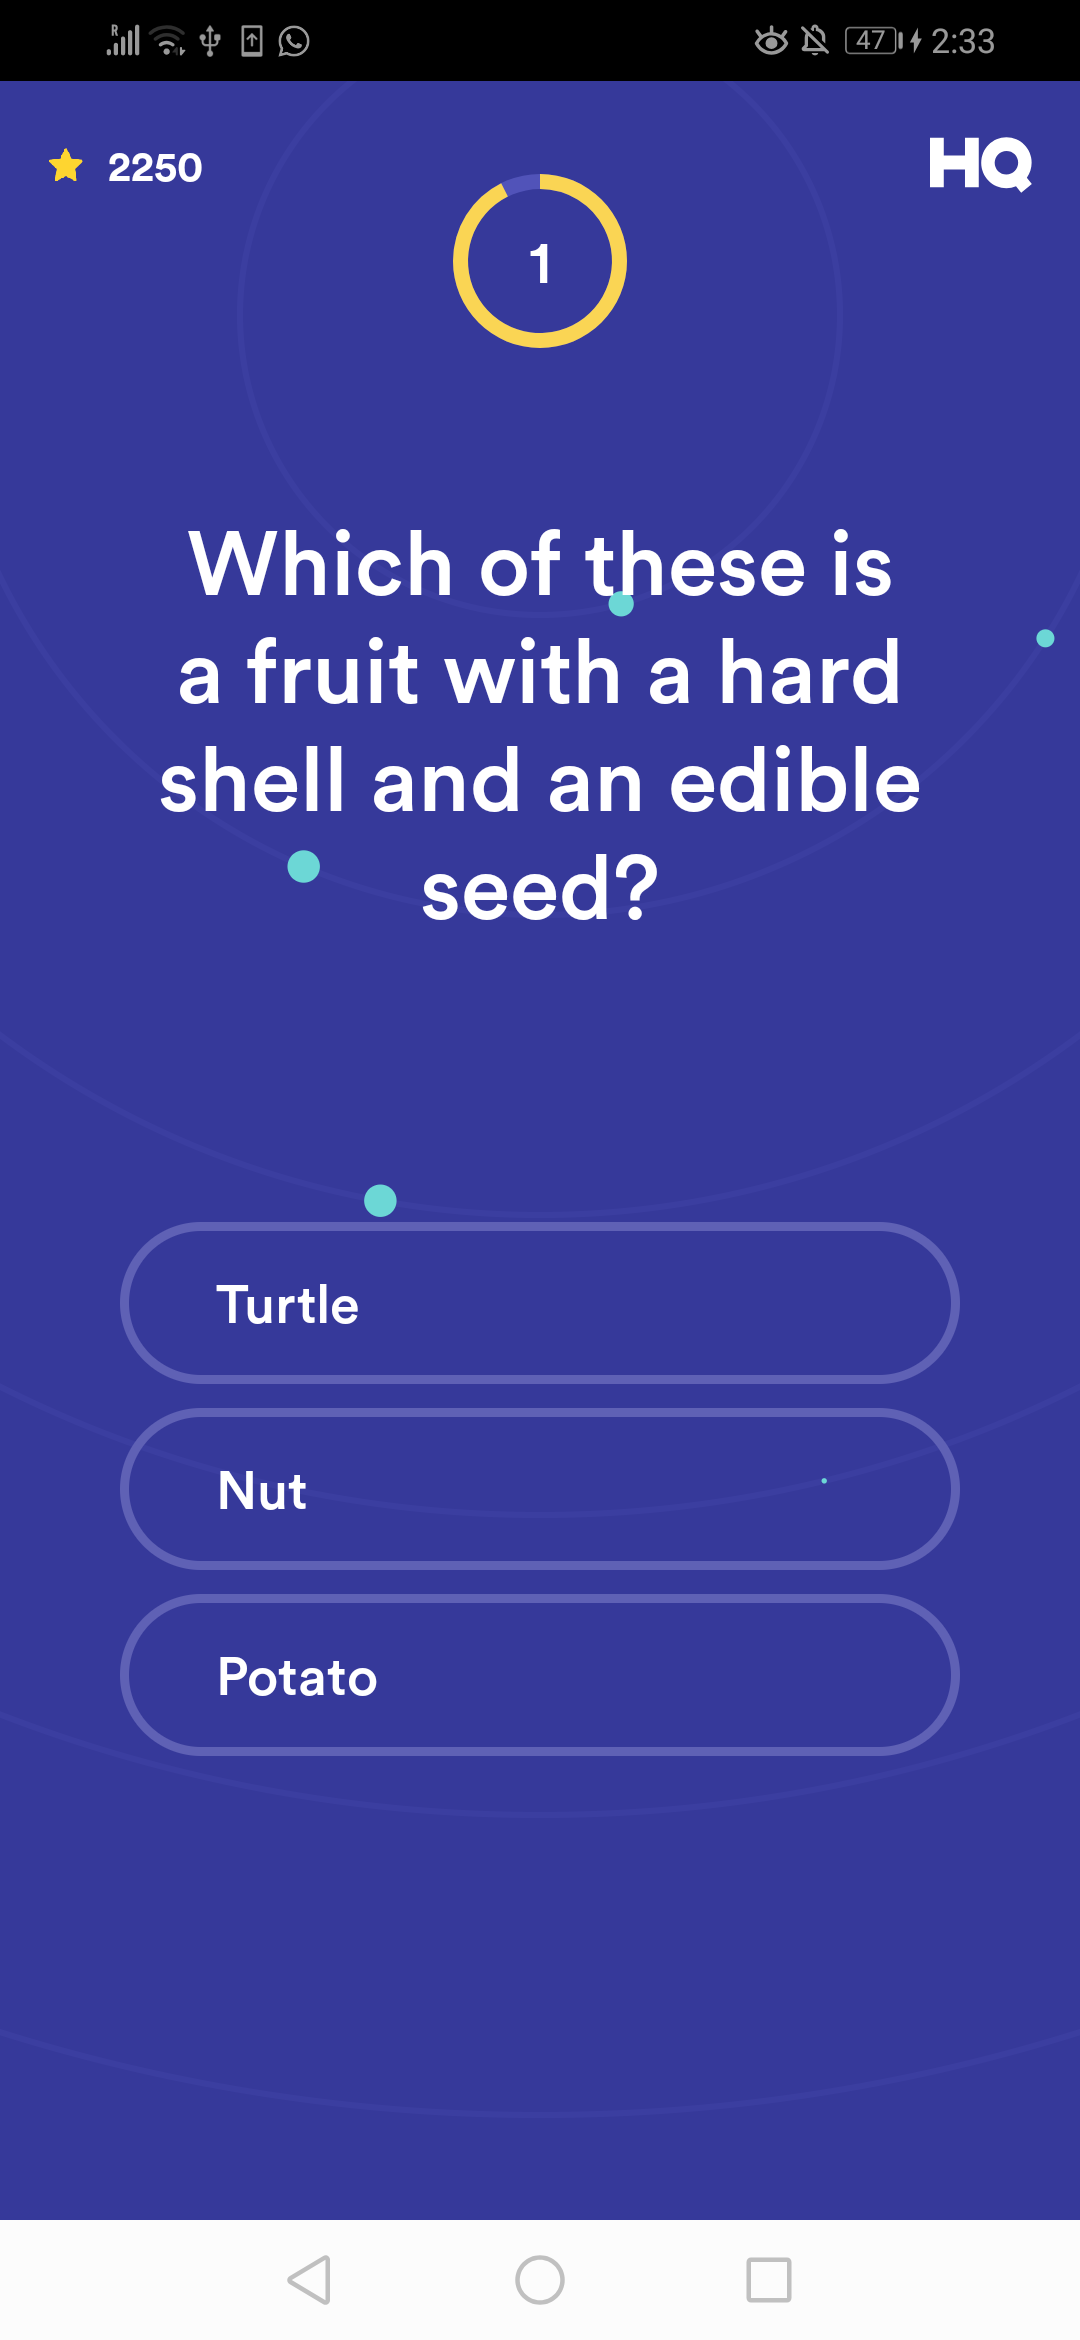 R 47 2:33
2250 HQ
1
Which of these is
a fruit with a hard
shell and an edible
seed?
Turtle
Nut
Potato